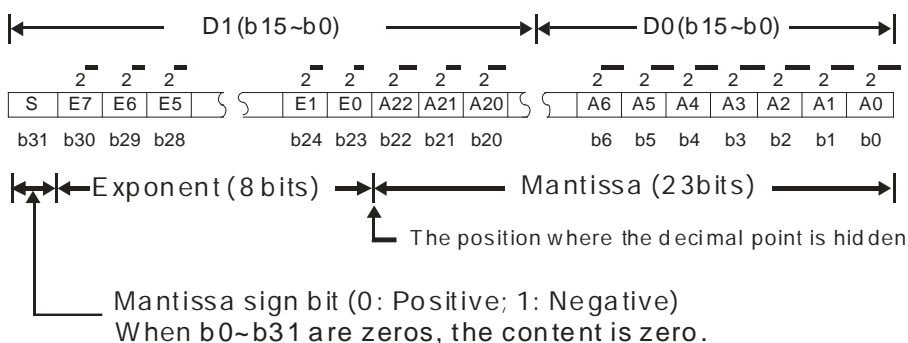 D1(b15~b0) D0(b15~b0)
2 2 2 2 2 2 2 2 2 2 2 2 2 2 2
S E7 E6 E5 E1 E0 A22 A21 A20 A6 A5 A4 A3 A2 A1 A0
b31 b30 b29 b28 b24 b23 b22 b21 b20 b6 b5 b4 b3 b2 b1 b0
Exponent (8 bits) Mantissa (23bits)
The position where the decimal point is hidden
Mantissa sign bit (0: Positive; 1: Negative)
When b0~b31 are zeros, the content is zero.